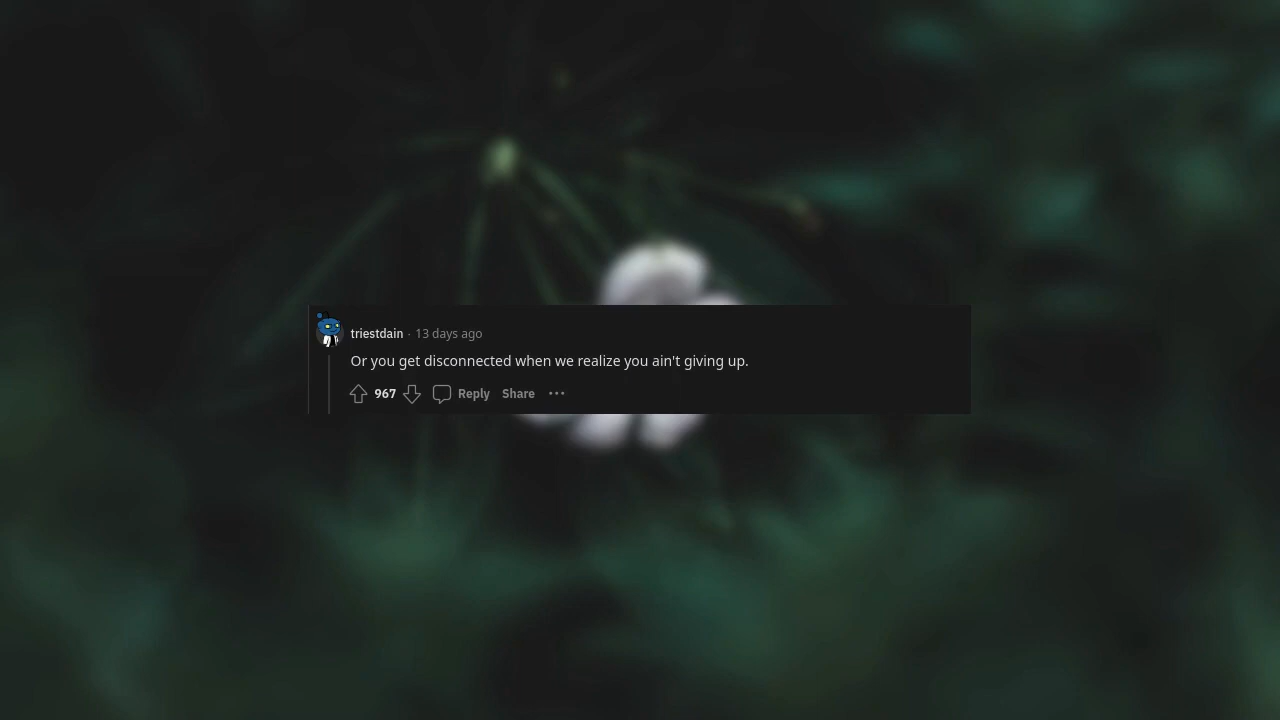 triestdain · 13 days ago
Or you get disconnected when we realize you ain't giving up.
967 Reply Share ···